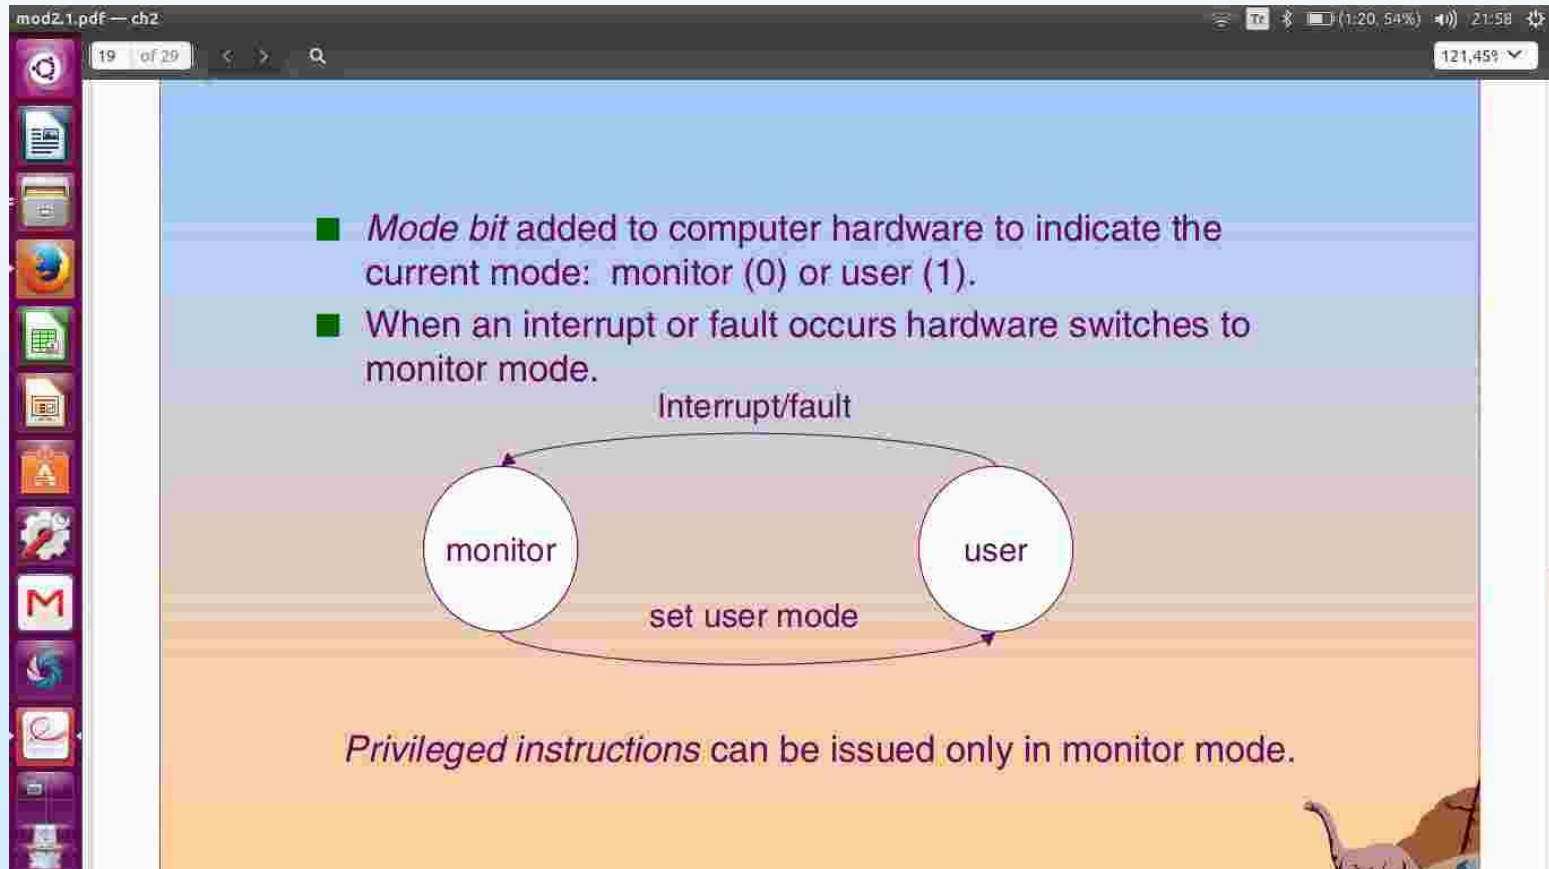 mod2.1.pdf — ch2
(1:20, 54%) 21:58
19 of 29
121,45%
Mode bit added to computer hardware to indicate the
current mode: monitor (0) or user (1).
When an interrupt or fault occurs hardware switches to
monitor mode.
Interrupt/fault
monitor
user
set user mode
Privileged instructions can be issued only in monitor mode.